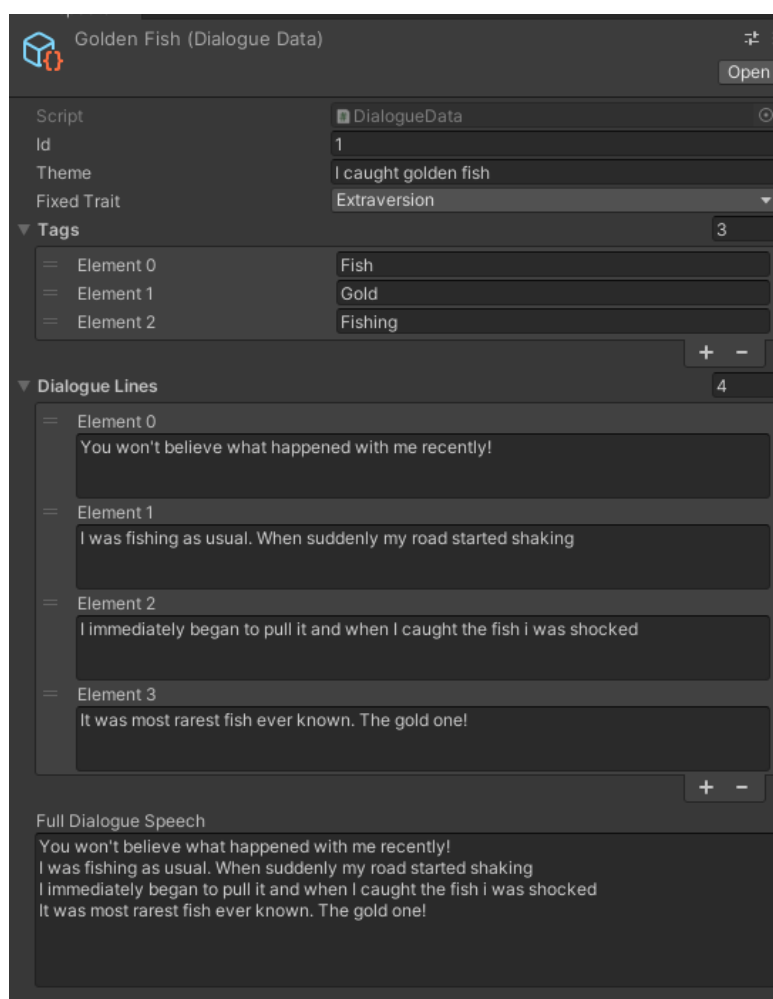 Golden Fish (Dialogue Data)
Open
Script DialogueData
Id 1
Theme I caught golden fish
Fixed Trait Extraversion
Tags 3
Element 0 Fish
Element 1 Gold
Element 2 Fishing
+ -
Dialogue Lines 4
Element 0
You won't believe what happened with me recently!
Element 1
I was fishing as usual. When suddenly my road started shaking
Element 2
I immediately began to pull it and when I caught the fish i was shocked
Element 3
It was most rarest fish ever known. The gold one!
+ -
Full Dialogue Speech
You won't believe what happened with me recently!
I was fishing as usual. When suddenly my road started shaking
I immediately began to pull it and when I caught the fish i was shocked
It was most rarest fish ever known. The gold one!